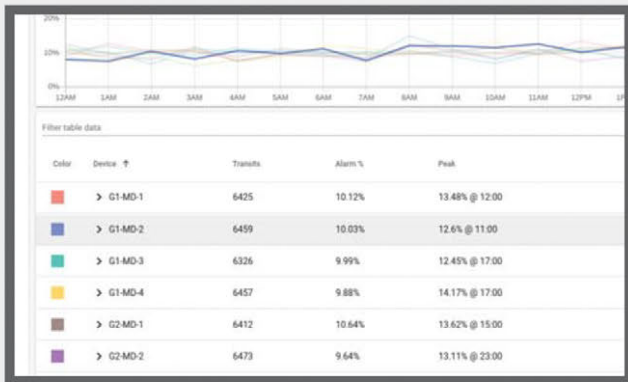 20%
10%
0%
12AM 1AM 2AM 3AM 4AM 5AM 6AM 7AM 8AM 9AM 10AM 11AM 12PM
Filter table data
Color Device ↑ Transits Alarm % Peak
> G1-MD-1 6425 10.12% 13.48% @ 12:00
> G1-MD-2 6459 10.03% 12.6% @ 11:00
> G1-MD-3 6326 9.99% 12.45% @ 17:00
> G1-MD-4 6457 9.88% 14.17% @ 17:00
> G2-MD-1 6412 10.64% 13.62% @ 15:00
> G2-MD-2 6473 9.64% 13.11% @ 23:00